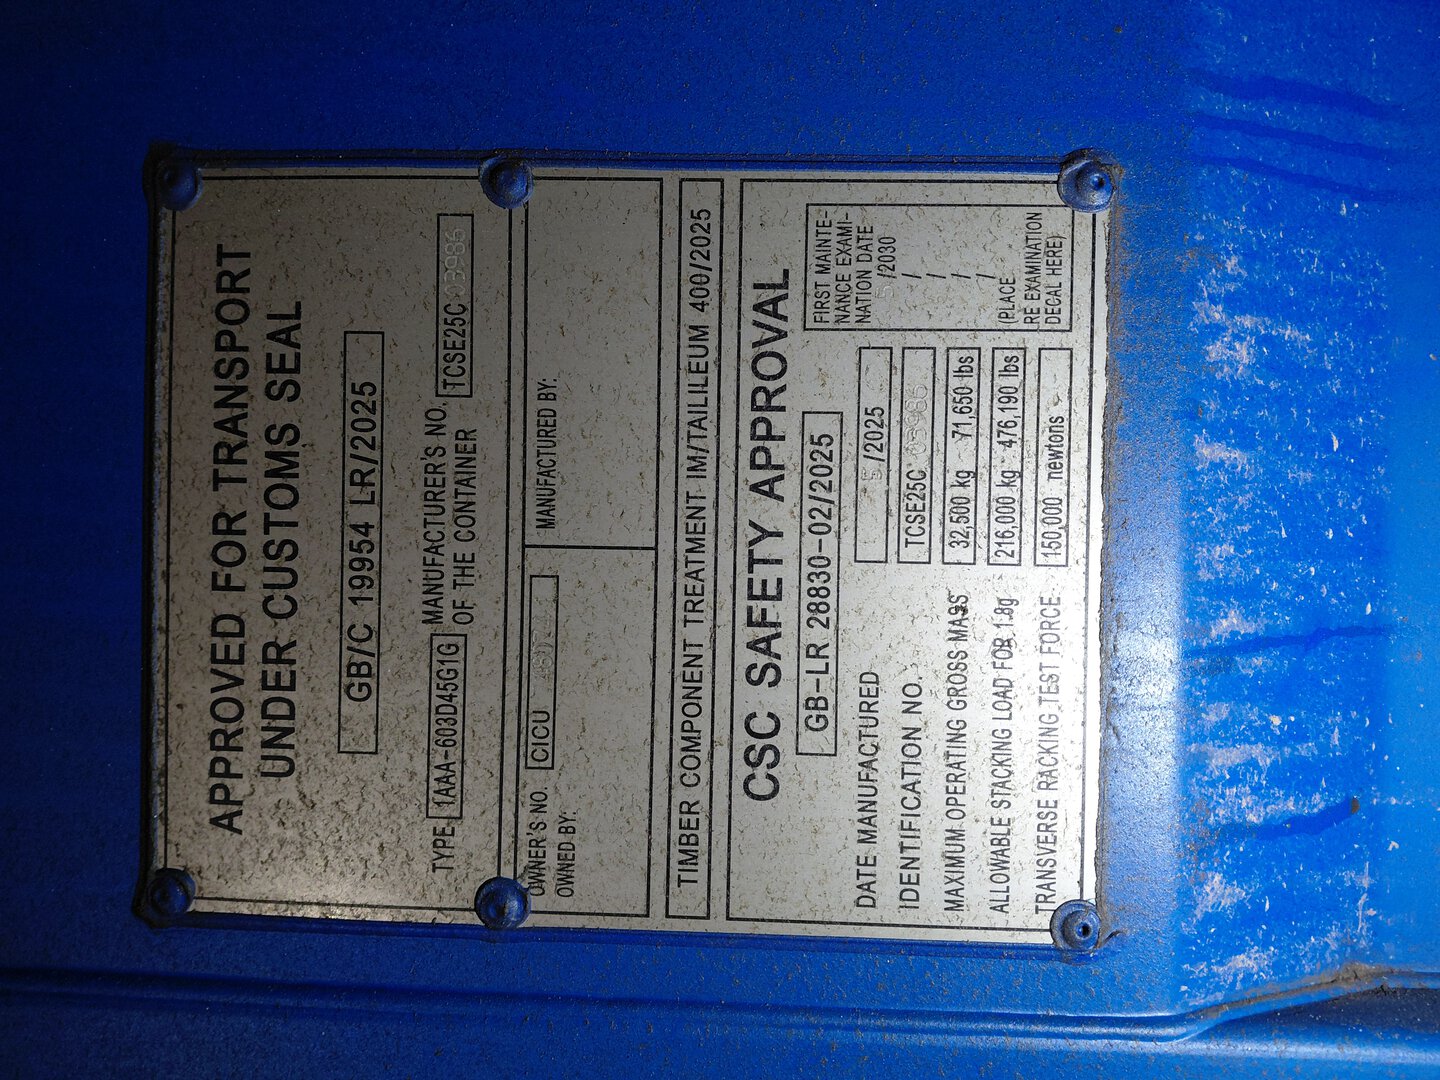 APPROVED FOR TRANSPORT
UNDER CUSTOMS SEAL
GB/C 19954 LR/2025
TYPE 1AAA-603D45G1G MANUFACTURER'S NO. OF THE CONTAINER TCSE25C
OWNER'S NO. CICU
OWNED BY:
MANUFACTURED BY:
TIMBER COMPONENT TREATMENT IM/TAILILEUM 400/2025
CSC SAFETY APPROVAL
GB-LR 28830-02/2025
DATE MANUFACTURED 5/2025
IDENTIFICATION NO. TCSE25C
MAXIMUM OPERATING GROSS MASS 32,500 kg 71,650 lbs
ALLOWABLE STACKING LOAD FOR 1.8g 216,000 kg 476,190 lbs
TRANSVERSE RACKING TEST FORCE 150,000 newtons
FIRST MAINTE-
NANCE EXAMI-
NATION DATE
/2030
/
/
/
/
(PLACE
RE EXAMINATION
DECAL HERE)